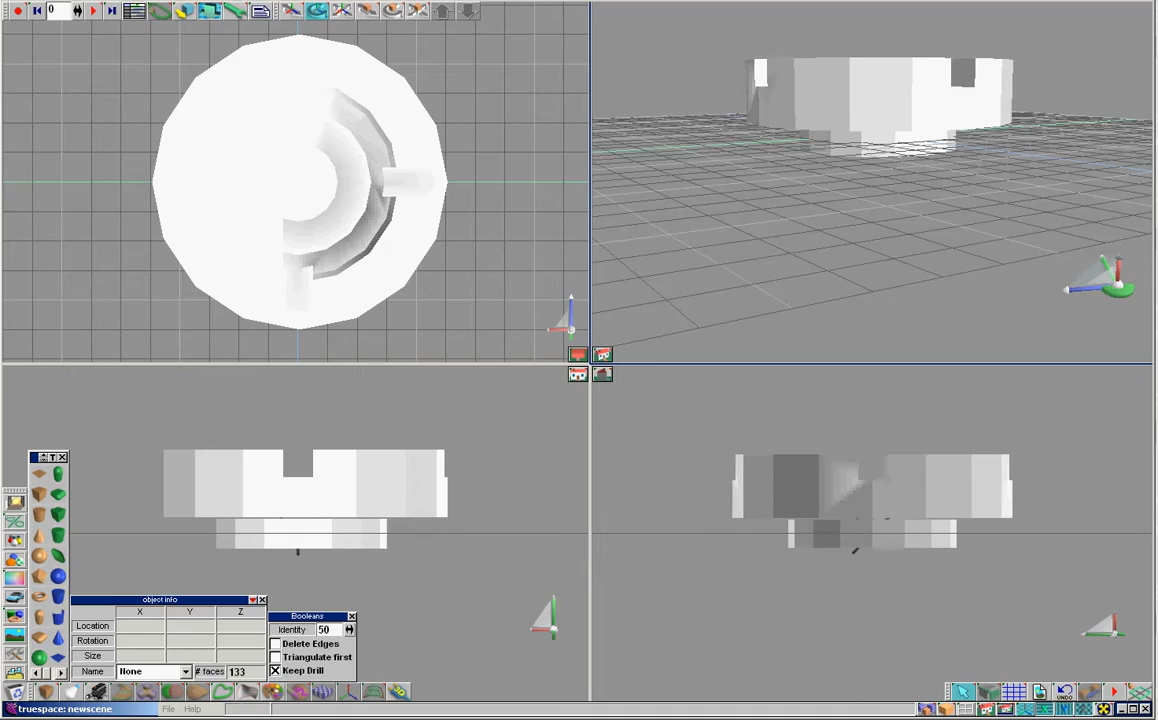 0
object info
X Y Z
Location
Rotation
Size
Name None # faces 133
Booleans
Identity 50
Delete Edges
Triangulate first
Keep Drill
UNDO
truespace: newscene File Help